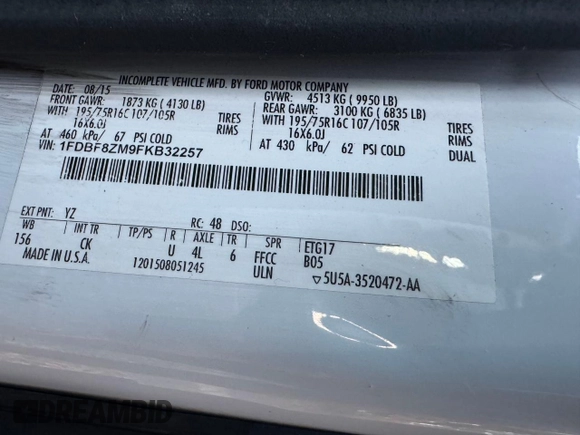 INCOMPLETE VEHICLE MFD. BY FORD MOTOR COMPANY
DATE: 08/15 GVWR: 4513 KG ( 9950 LB)
FRONT GAWR: 1873 KG ( 4130 LB) REAR GAWR: 3100 KG ( 6835 LB)
WITH 195/75R16C 107/105R TIRES WITH 195/75R16C 107/105R TIRES
16X6.0J RIMS 16X6.0J RIMS
AT 460 kPa/ 67 PSI COLD AT 430 kPa/ 62 PSI COLD DUAL
1FDBF8ZM9FKB32257
EXT PNT: YZ RC: 48 DSO:
WB INT TR TP/PS R AXLE TR SPR ETG17
156 CK U 4L 6 FFCC B05
MADE IN U.S.A. 1201508051245 ULN ▽5U5A-3520472-AA
DREAMBID